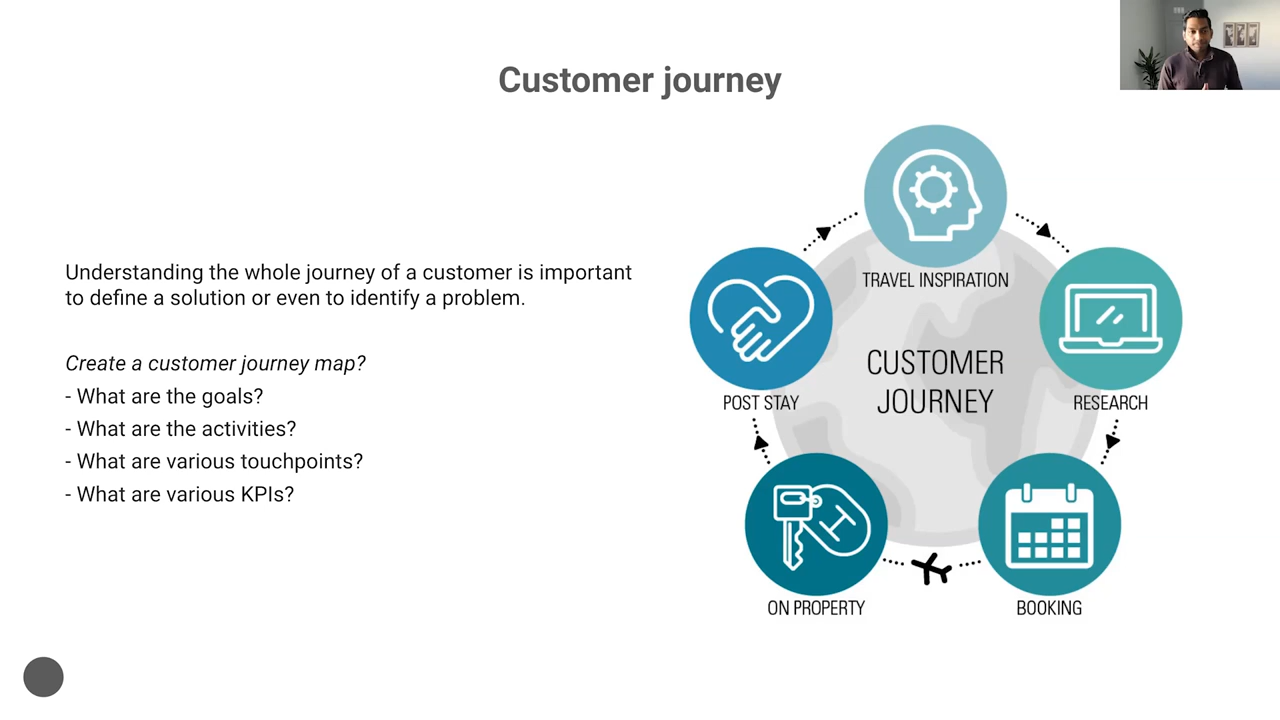 Customer journey
Understanding the whole journey of a customer is important
to define a solution or even to identify a problem.
Create a customer journey map?
- What are the goals?
- What are the activities?
- What are various touchpoints?
- What are various KPIs?
TRAVEL INSPIRATION
CUSTOMER
JOURNEY
POST STAY
RESEARCH
H
ON PROPERTY
BOOKING